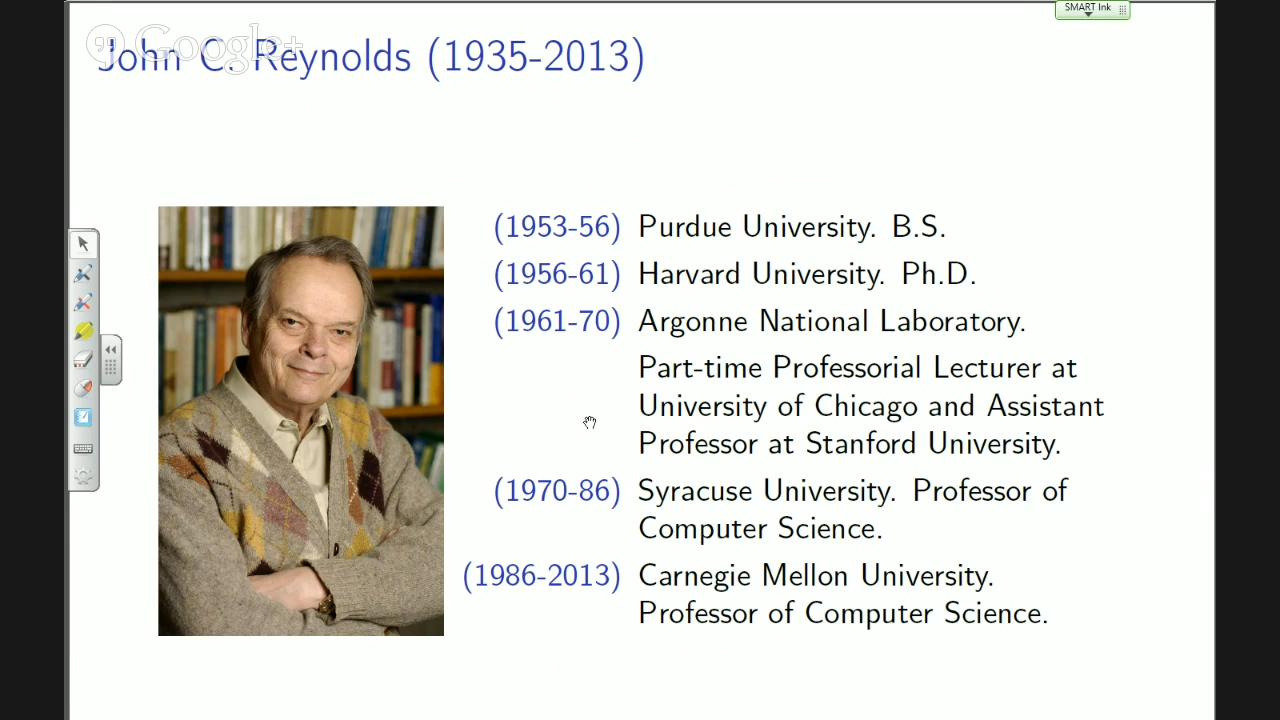 SMART Ink
Google+
John C. Reynolds (1935-2013)
(1953-56) Purdue University. B.S.
(1956-61) Harvard University. Ph.D.
(1961-70) Argonne National Laboratory.
Part-time Professorial Lecturer at
University of Chicago and Assistant
Professor at Stanford University.
(1970-86) Syracuse University. Professor of
Computer Science.
(1986-2013) Carnegie Mellon University.
Professor of Computer Science.